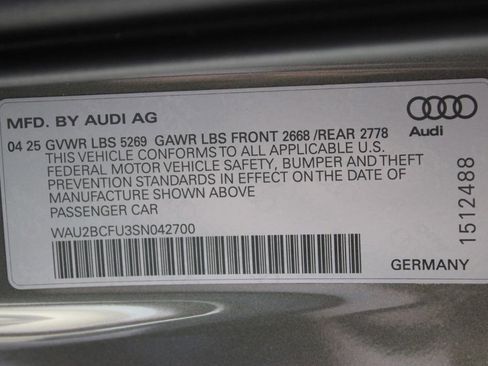 MFD. BY AUDI AG
04 25 GVWR LBS 5269 GAWR LBS FRONT 2668 /REAR 2778
THIS VEHICLE CONFORMS TO ALL APPLICABLE U.S.
FEDERAL MOTOR VEHICLE SAFETY, BUMPER AND THEFT
PREVENTION STANDARDS IN EFFECT ON THE DATE OF
MANUFACTURE SHOWN ABOVE
PASSENGER CAR
WAU2BCFU3SN042700
Audi
1512488
GERMANY